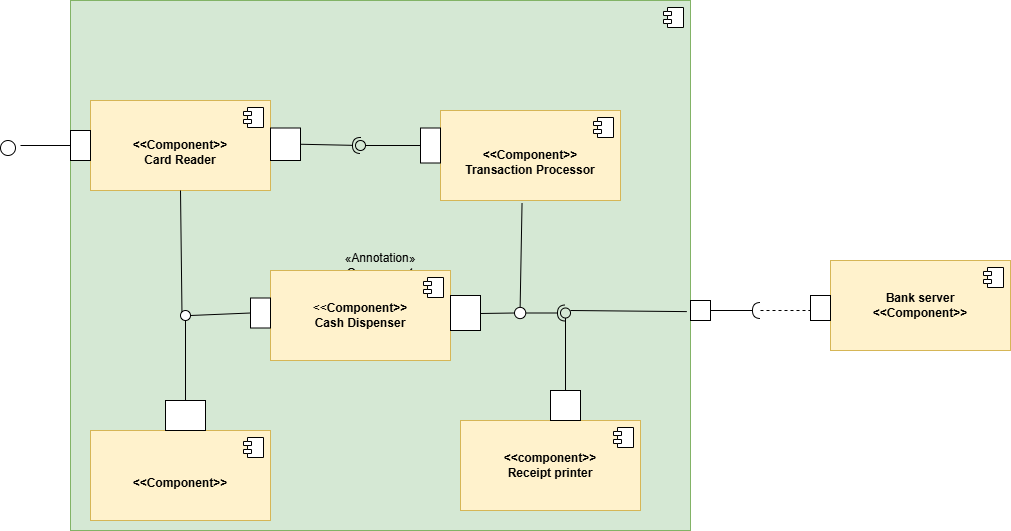 <<Component>>
Card Reader
<<Component>>
Transaction Processor
«Annotation»
<<Component>>
Cash Dispenser
Bank server
<<Component>>
<<component>>
Receipt printer
<<Component>>